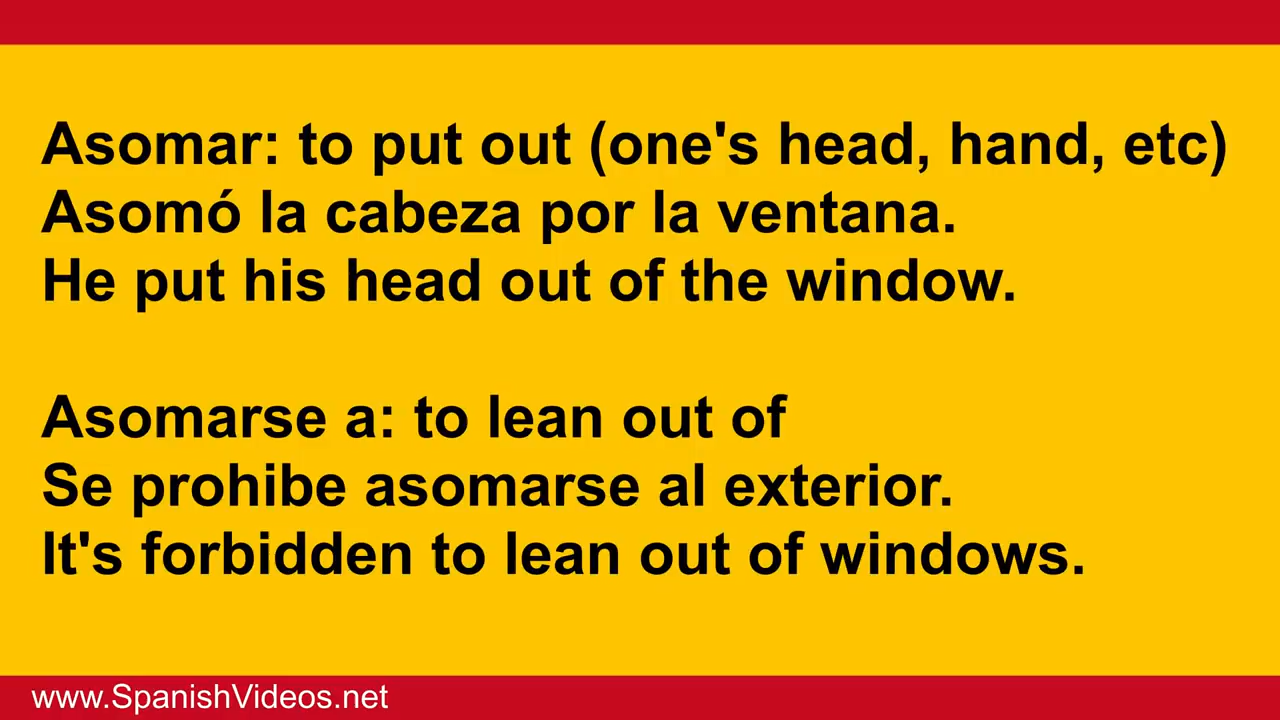 Asomar: to put out (one's head, hand, etc)
Asomó la cabeza por la ventana.
He put his head out of the window.
Asomarse a: to lean out of
Se prohibe asomarse al exterior.
It's forbidden to lean out of windows.
www.SpanishVideos.net